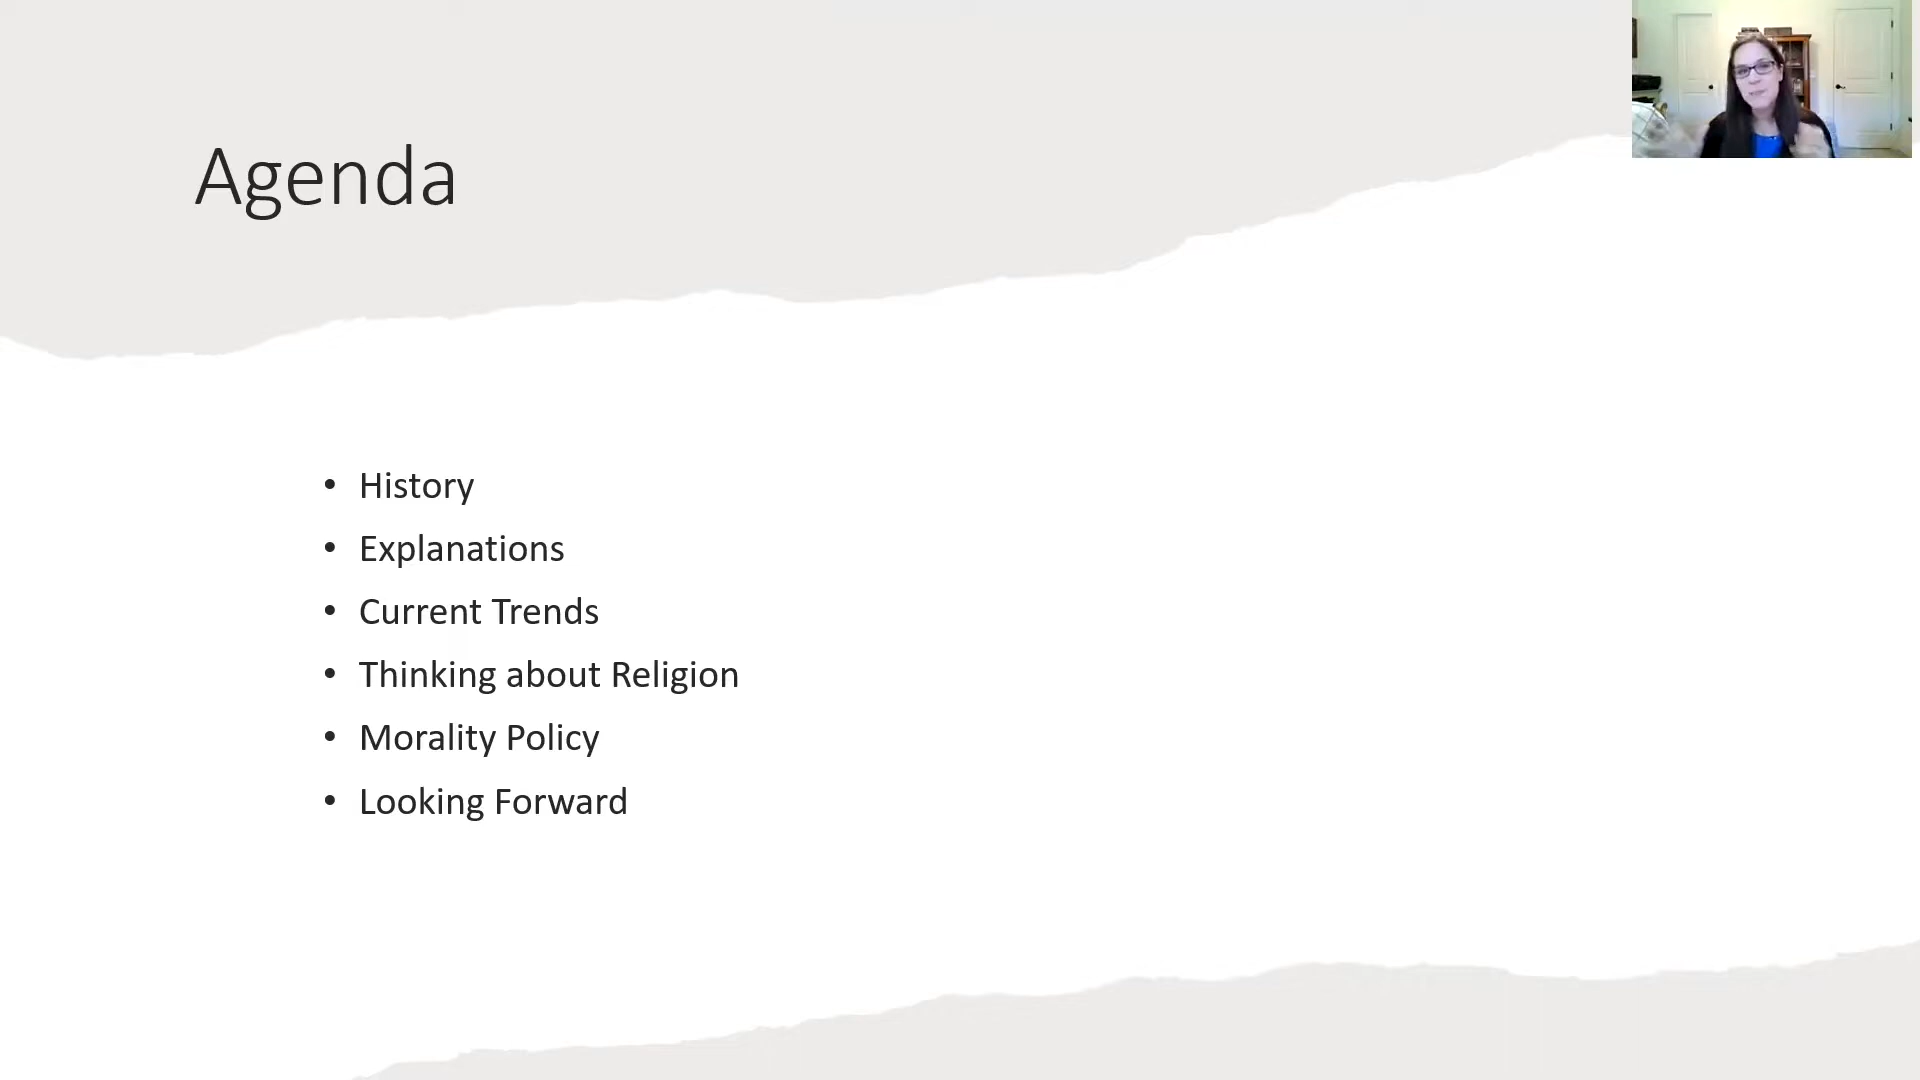 Agenda
• History
• Explanations
• Current Trends
• Thinking about Religion
• Morality Policy
• Looking Forward